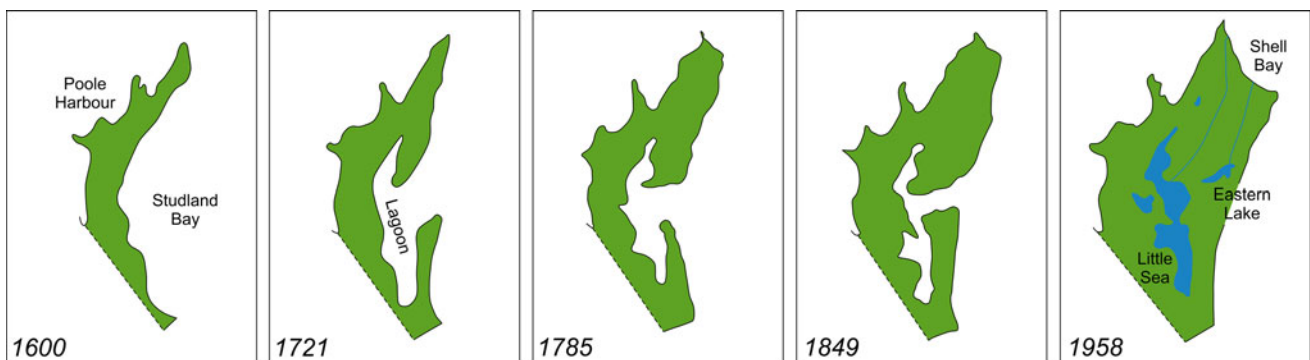 Poole
Harbour
Studland
Bay
1600
Lagoon
1721
1785
1849
Shell
Bay
Eastern
Lake
Little
Sea
1958